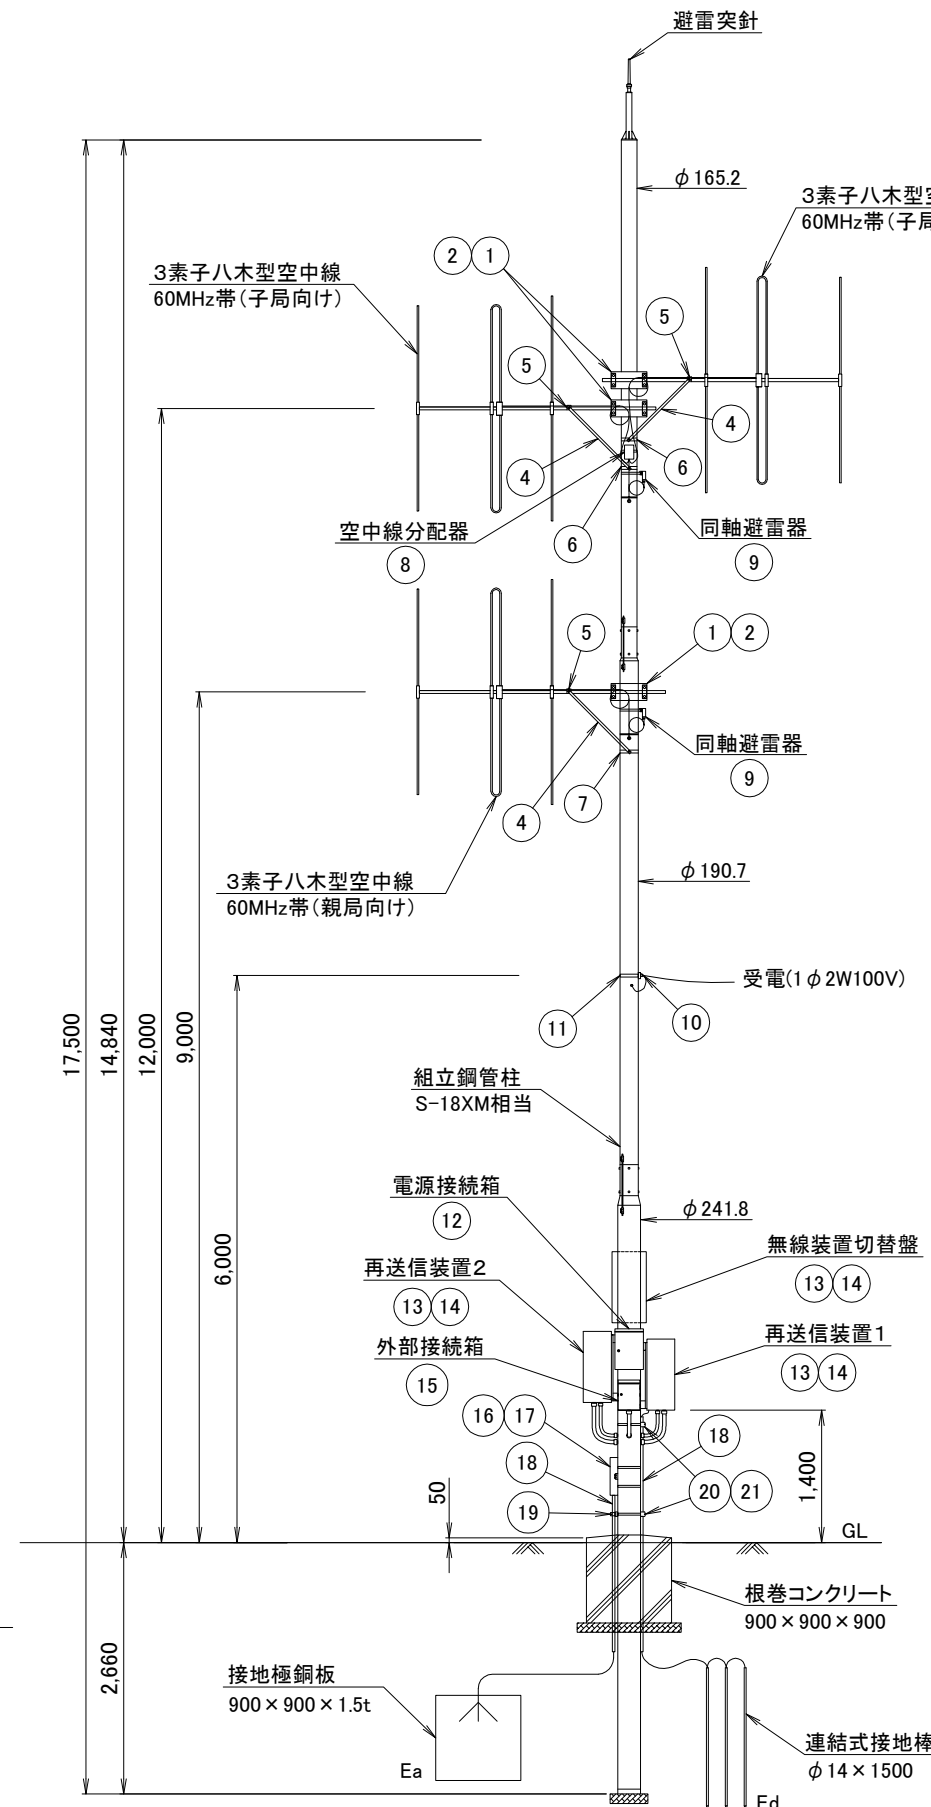 避雷突針
φ165.2
3素子八木型
60MHz帯(子局
2 1
3素子八木型空中線
60MHz帯(子局向け)
5
5
4
4
6
空中線分配器
8
6
同軸避雷器
9
5
1 2
同軸避雷器
9
4
7
3素子八木型空中線
60MHz帯(親局向け)
φ190.7
受電(1φ2W100V)
11
10
17,500
14,840
12,000
9,000
6,000
組立鋼管柱
S-18XM相当
電源接続箱
12
φ241.8
無線装置切替盤
13 14
再送信装置2
13 14
再送信装置1
13 14
外部接続箱
15
16 17
18
18
19
20 21
1,400
50
GL
根巻コンクリート
900×900×900
2,660
接地極銅板
900×900×1.5t
Ea
連結式接地棒
φ14×1500
Ed